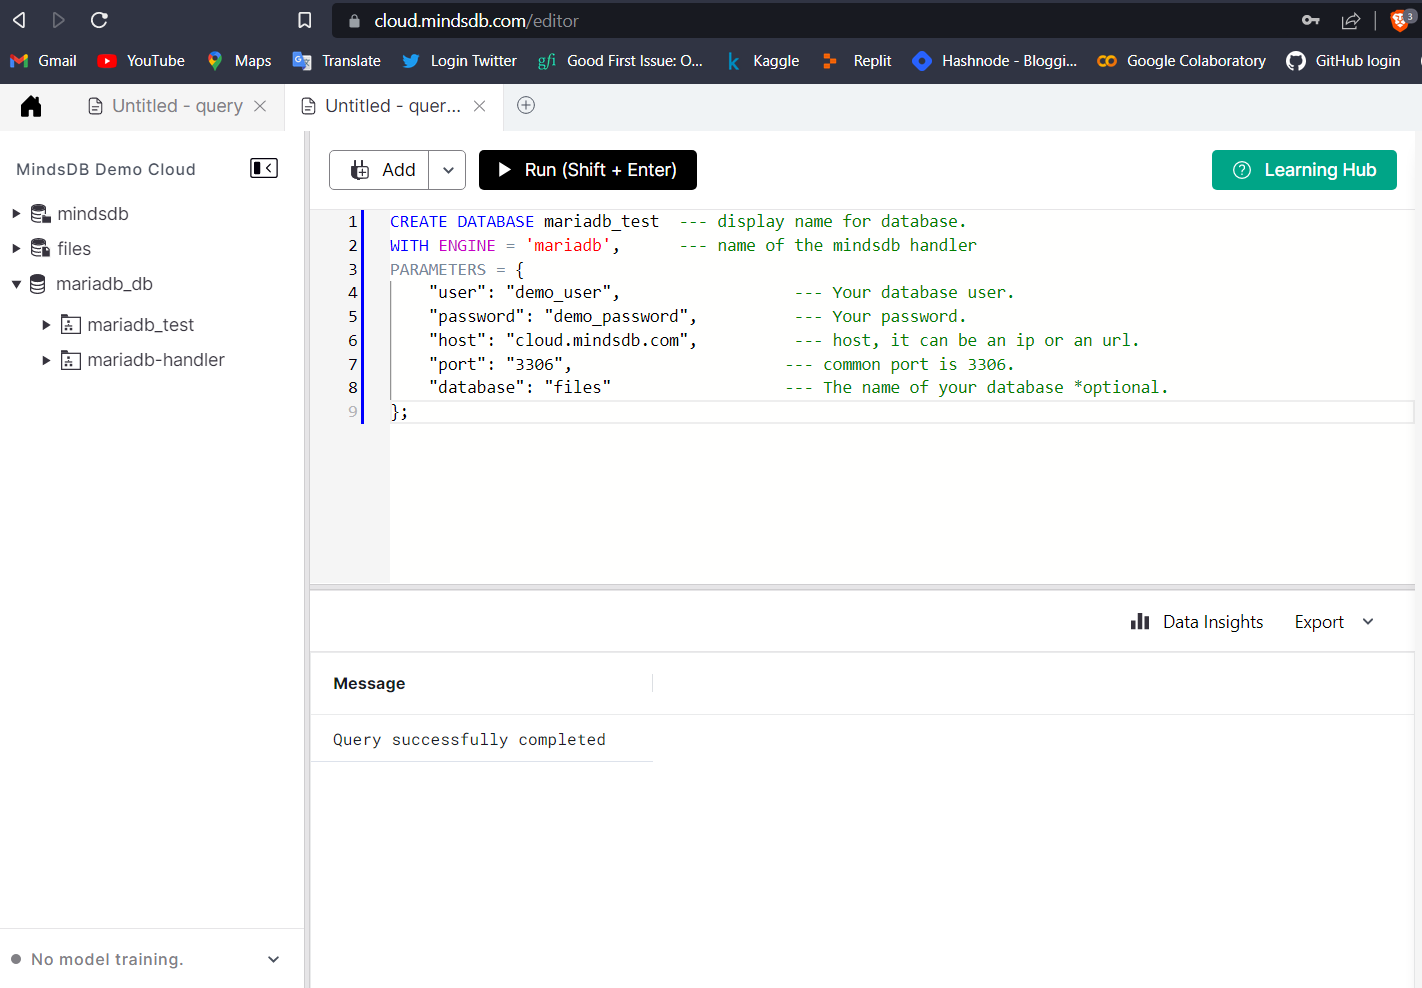 cloud.mindsdb.com/editor
3
Gmail YouTube Maps Translate Login Twitter gfi Good First Issue: O... Kaggle Replit Hashnode - Bloggi... Google Colaboratory GitHub login
Untitled - query Untitled - quer...
MindsDB Demo Cloud
mindsdb
files
mariadb_db
mariadb_test
mariadb-handler
No model training.
Add Run (Shift + Enter) Learning Hub
1 CREATE DATABASE mariadb_test --- display name for database.
2 WITH ENGINE = 'mariadb', --- name of the mindsdb handler
3 PARAMETERS = {
4 "user": "demo_user", --- Your database user.
5 "password": "demo_password", --- Your password.
6 "host": "cloud.mindsdb.com", --- host, it can be an ip or an url.
7 "port": "3306", --- common port is 3306.
8 "database": "files" --- The name of your database *optional.
9 };
Data Insights Export
Message
Query successfully completed